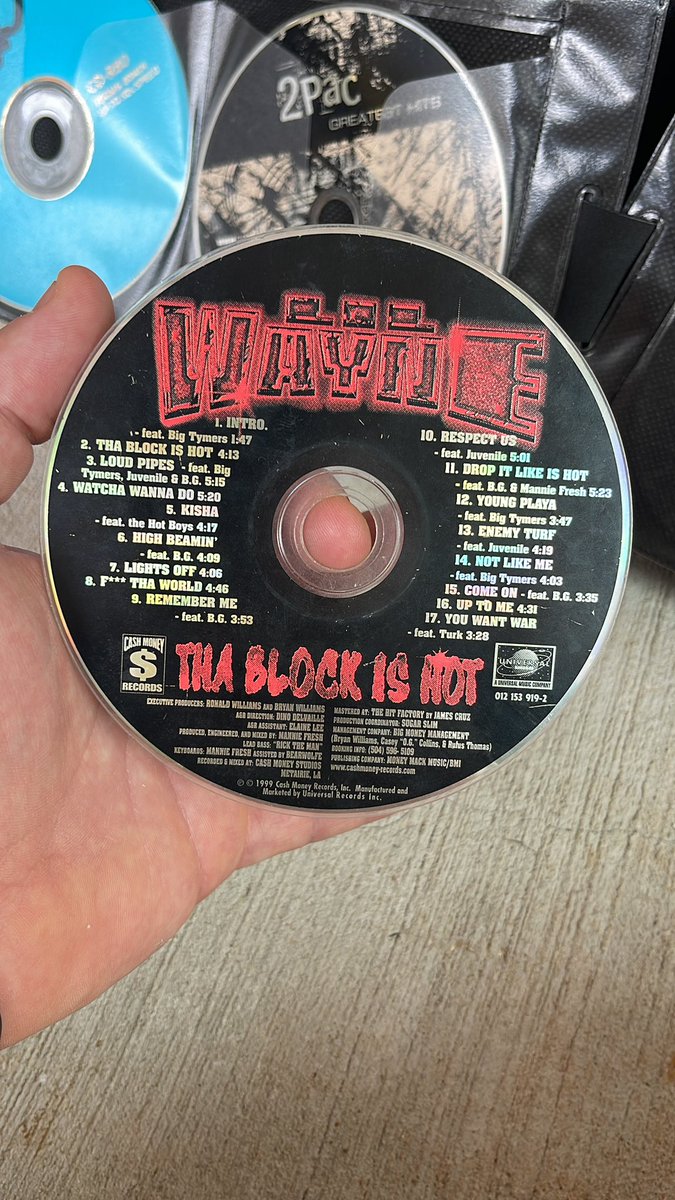 2Pac
GREATEST HITS
LIL
WAYNE
1. INTRO.
- feat. Big Tymers 1:47
2. THA BLOCK IS HOT 4:13
3. LOUD PIPES - feat. Big
Tymers, Juvenile & B.G. 5:15
4. WATCHA WANNA DO 5:20
5. KISHA
- feat. the Hot Boys 4:17
6. HIGH BEAMIN'
- feat. B.G. 4:09
7. LIGHTS OFF 4:06
8. F*** THA WORLD 4:46
9. REMEMBER ME
- feat. B.G. 3:53
10. RESPECT US
- feat. Juvenile 5:01
11. DROP IT LIKE IS HOT
- feat. B.G. & Mannie Fresh 5:23
12. YOUNG PLAYA
- feat. Big Tymers 3:47
13. ENEMY TURF
- feat. Juvenile 4:19
14. NOT LIKE ME
- feat. Big Tymers 4:03
15. COME ON - feat. B.G. 3:35
16. UP TO ME 4:31
17. YOU WANT WAR
- feat. Turk 3:28
CASH MONEY
$
RECORDS
THA BLOCK IS HOT
UNIVERSAL
A UNIVERSAL MUSIC COMPANY
012 153 919-2
EXECUTIVE PRODUCERS: RONALD WILLIAMS AND BRYAN WILLIAMS
A&R DIRECTION: DINO DELVAILLE
A&R ASSISTANT: ELAINE LEE
PRODUCED, ENGINEERED, AND MIXED BY: MANNIE FRESH
LEAD BASS: "RICK THE MAN"
KEYBOARDS: MANNIE FRESH ASSISTED BY BEARWOLFE
RECORDED & MIXED AT: CASH MONEY STUDIOS
METAIRIE, LA
MASTERED AT: THE HIT FACTORY BY JAMES CRUZ
PRODUCTION COORDINATOR: SUGAR SLIM
MANAGEMENT COMPANY: BIG MONEY MANAGEMENT
(Bryan Williams, Casey "O.G." Collins, & Rufus Thomas)
BOOKING INFO: (504) 596- 5109
PUBLISHING COMPANY: MONEY MACK MUSIC/BMI
www.cashmoney-records.com
℗ © 1999 Cash Money Records, Inc. Manufactured and
Marketed by Universal Records Inc.